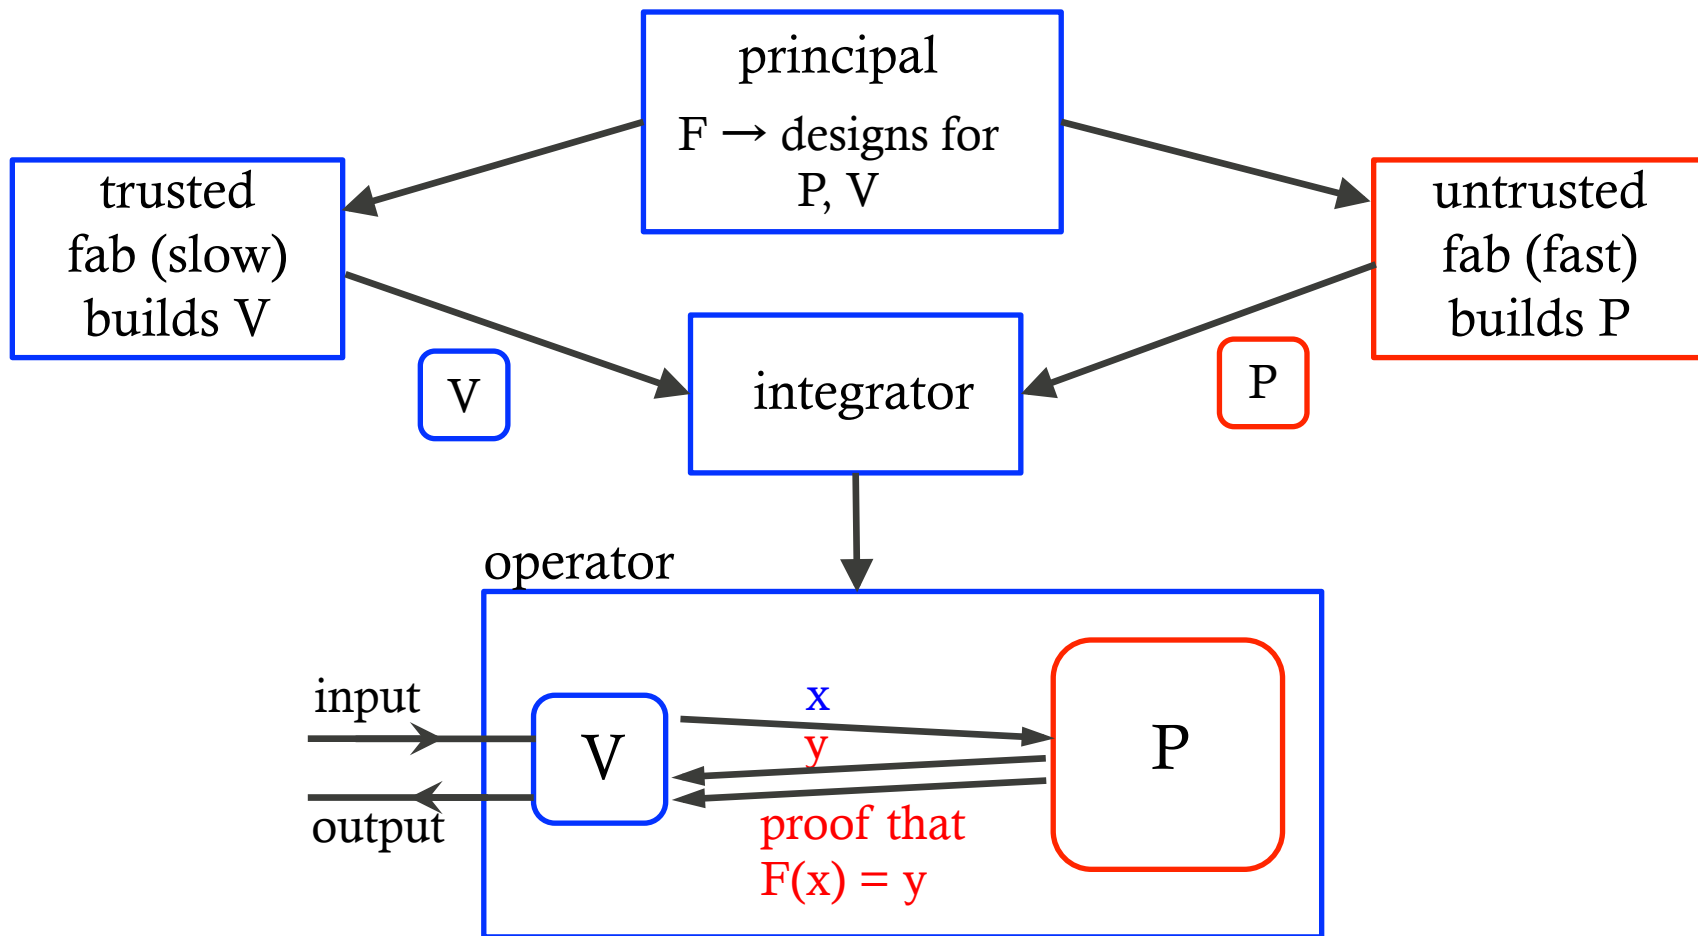 principal
F → designs for
P, V
trusted
fab (slow)
builds V
untrusted
fab (fast)
builds P
V
integrator
P
operator
input
output
V
x
y
proof that
F(x) = y
P